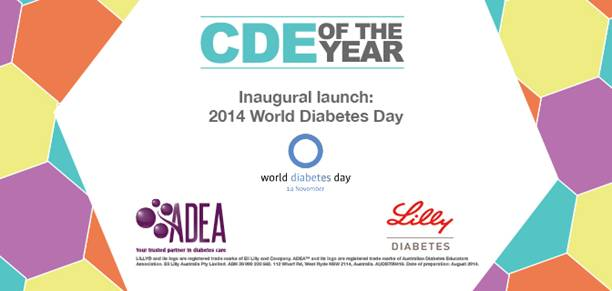 CDE OF THE
YEAR
Inaugural launch:
2014 World Diabetes Day
world diabetes day
14 November
ADEA
Your trusted partner in diabetes care
Lilly
DIABETES
LILLY® and its logo are registered trade marks of Eli Lilly and Company. ADEA™ and its logo are registered trade marks of Australian Diabetes Educators
Association. Eli Lilly Australia Pty Limited. ABN 39 000 233 992. 112 Wharf Rd, West Ryde NSW 2114, Australia. Date of preparation: August 2014.